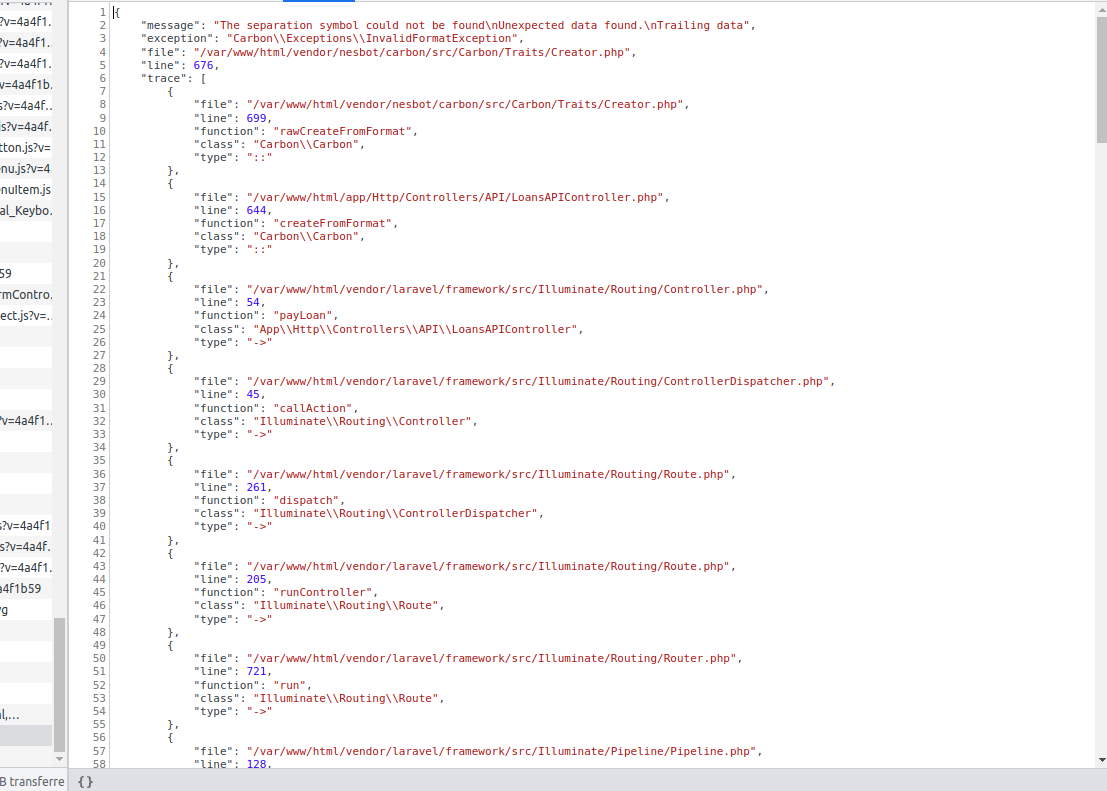 ?v=4a4f1..
?v=4a4f1.
?v=4a4f1.
v=4a4f1b.
s?v=4a4f..
js?v=4a4f.
tton.js?v=
enu.js?v=4.
enuItem.js
al_Keybo.
59
rmContro.
ect.js?v=..
?v=4a4f1..
s?v=4a4f1
s?v=4a4f.
?v=4a4f1.
a4f1b59
l,...
B transferre
1 {
2 "message": "The separation symbol could not be found\nUnexpected data found.\nTrailing data",
3 "exception": "Carbon\\Exceptions\\InvalidFormatException",
4 "file": "/var/www/html/vendor/nesbot/carbon/src/Carbon/Traits/Creator.php",
5 "line": 676,
6 "trace": [
7 {
8 "file": "/var/www/html/vendor/nesbot/carbon/src/Carbon/Traits/Creator.php",
9 "line": 699,
10 "function": "rawCreateFromFormat",
11 "class": "Carbon\\Carbon",
12 "type": "::"
13 },
14 {
15 "file": "/var/www/html/app/Http/Controllers/API/LoansAPIController.php",
16 "line": 644,
17 "function": "createFromFormat",
18 "class": "Carbon\\Carbon",
19 "type": "::"
20 },
21 {
22 "file": "/var/www/html/vendor/laravel/framework/src/Illuminate/Routing/Controller.php",
23 "line": 54,
24 "function": "payLoan",
25 "class": "App\\Http\\Controllers\\API\\LoansAPIController",
26 "type": "->"
27 },
28 {
29 "file": "/var/www/html/vendor/laravel/framework/src/Illuminate/Routing/ControllerDispatcher.php",
30 "line": 45,
31 "function": "callAction",
32 "class": "Illuminate\\Routing\\Controller",
33 "type": "->"
34 },
35 {
36 "file": "/var/www/html/vendor/laravel/framework/src/Illuminate/Routing/Route.php",
37 "line": 261,
38 "function": "dispatch",
39 "class": "Illuminate\\Routing\\ControllerDispatcher",
40 "type": "->"
41 },
42 {
43 "file": "/var/www/html/vendor/laravel/framework/src/Illuminate/Routing/Route.php",
44 "line": 205,
45 "function": "runController",
46 "class": "Illuminate\\Routing\\Route",
47 "type": "->"
48 },
49 {
50 "file": "/var/www/html/vendor/laravel/framework/src/Illuminate/Routing/Router.php",
51 "line": 721,
52 "function": "run",
53 "class": "Illuminate\\Routing\\Route",
54 "type": "->"
55 },
56 {
57 "file": "/var/www/html/vendor/laravel/framework/src/Illuminate/Pipeline/Pipeline.php",
58 "line": 128,
{}